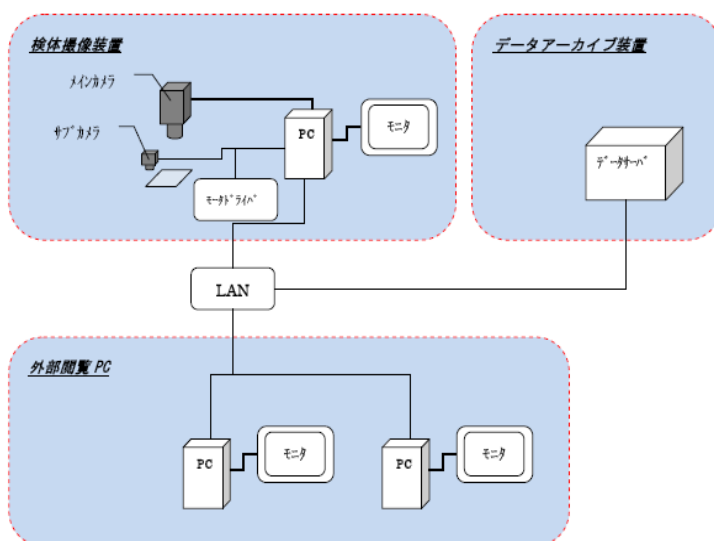 検体撮像装置
データアーカイブ装置
ﾒｲﾝｶﾒﾗ
ｻﾌﾞｶﾒﾗ
PC
ﾓﾆﾀ
ﾃﾞｰﾀｻｰﾊﾞ
ﾓｰﾀﾄﾞﾗｲﾊﾞ
LAN
外部閲覧 PC
PC
ﾓﾆﾀ
PC
ﾓﾆﾀ